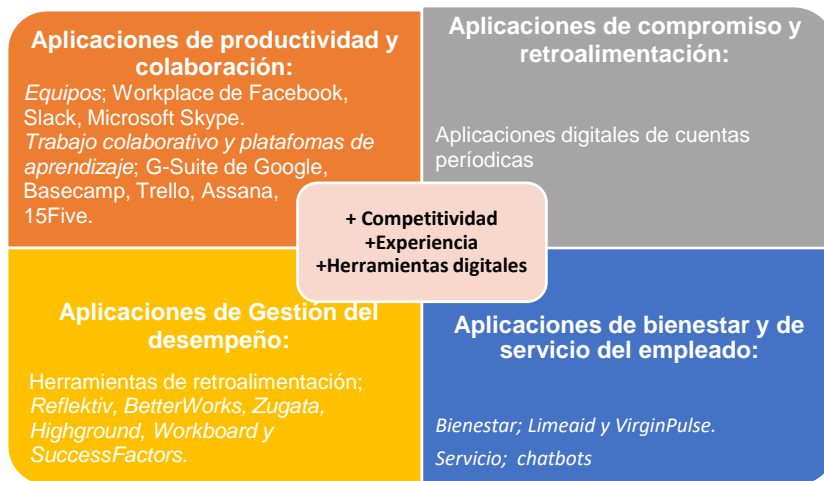 Aplicaciones de productividad y
colaboración:
Equipos; Workplace de Facebook,
Slack, Microsoft Skype.
Trabajo colaborativo y platafomas de
aprendizaje; G-Suite de Google,
Basecamp, Trello, Assana,
15Five.
Aplicaciones de compromiso y
retroalimentación:
Aplicaciones digitales de cuentas
períodicas
+ Competitividad
+Experiencia
+Herramientas digitales
Aplicaciones de Gestión del
desempeño:
Herramientas de retroalimentación;
Reflektiv, BetterWorks, Zugata,
Highground, Workboard y
SuccessFactors.
Aplicaciones de bienestar y de
servicio del empleado:
Bienestar; Limeaid y VirginPulse.
Servicio; chatbots